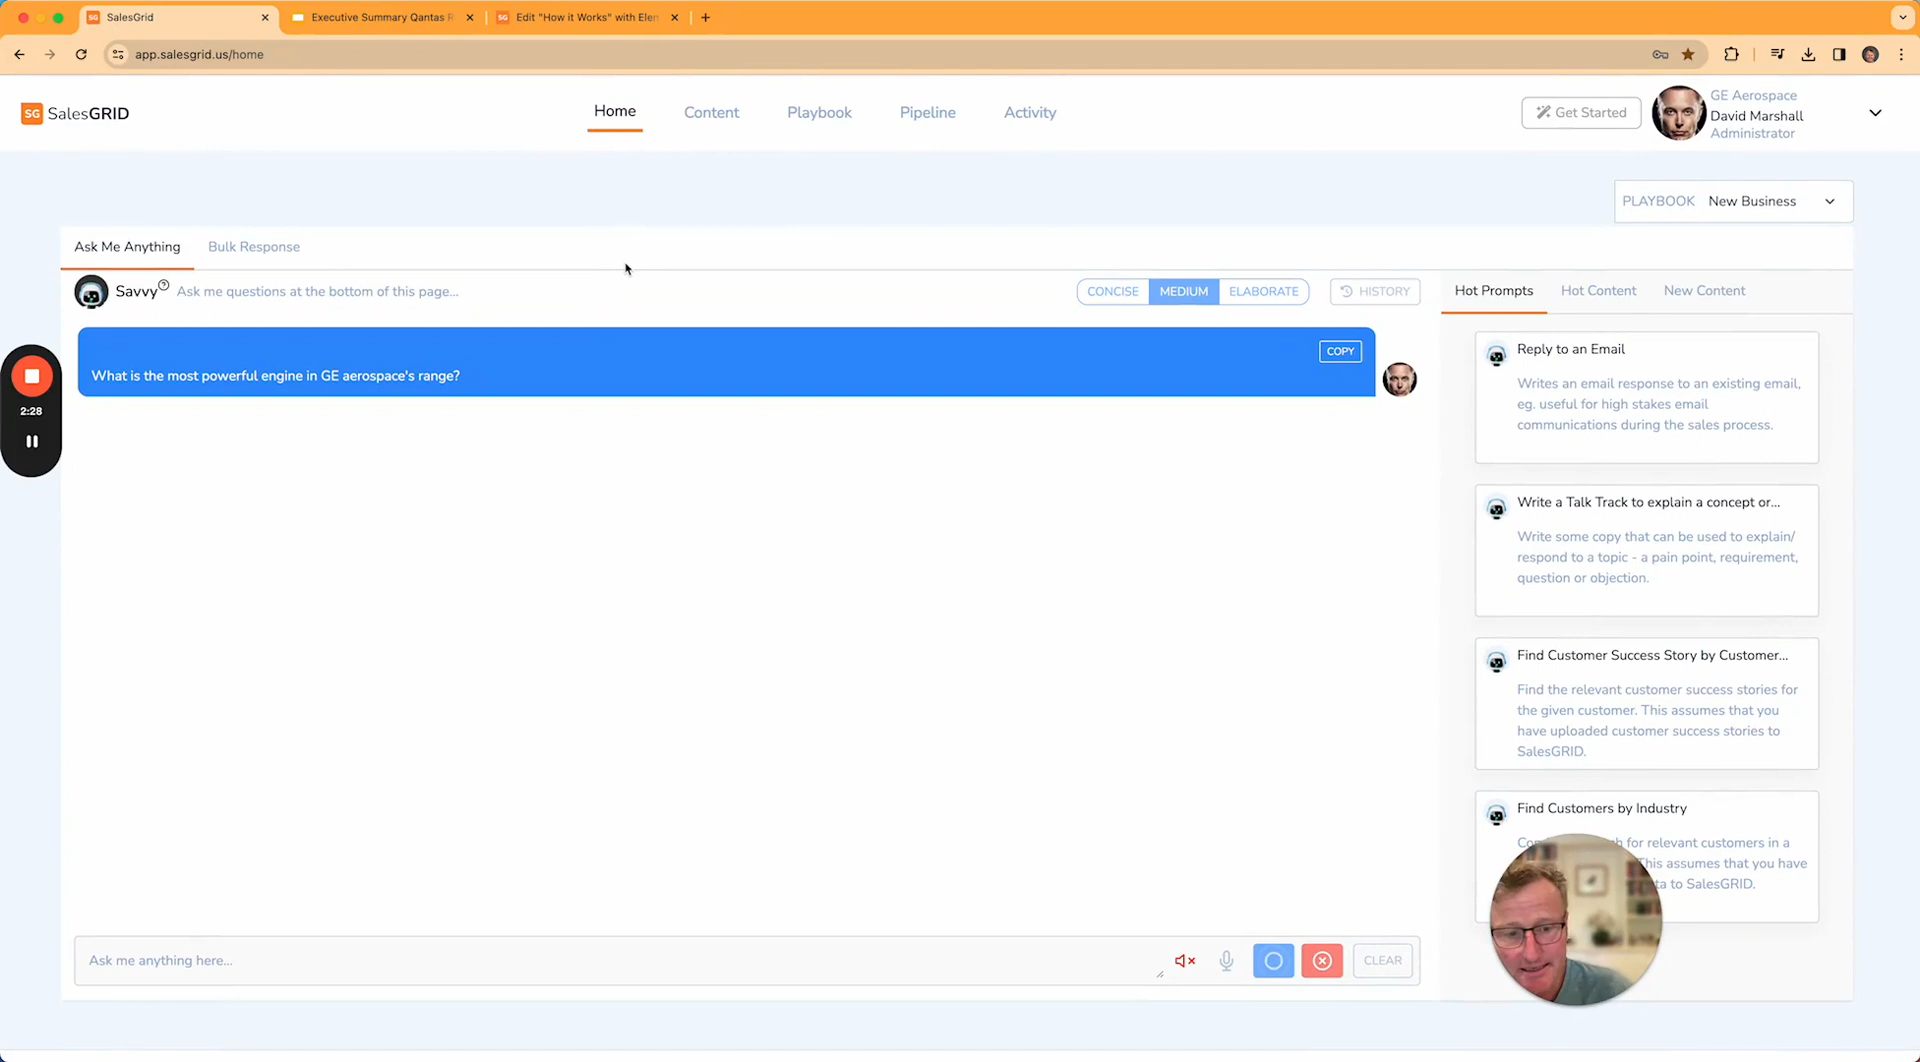 SalesGrid
Executive Summary Qantas
Edit "How it Works" with Elem
app.salesgrid.us/home
SG SalesGRID
Home
Content
Playbook
Pipeline
Activity
Get Started
GE Aerospace
David Marshall
Administrator
PLAYBOOK New Business
Ask Me Anything
Bulk Response
Savvy
Ask me questions at the bottom of this page...
CONCISE
MEDIUM
ELABORATE
HISTORY
COPY
What is the most powerful engine in GE aerospace's range?
2:28
Ask me anything here...
CLEAR
Hot Prompts
Hot Content
New Content
Reply to an Email
Writes an email response to an existing email,
eg. useful for high stakes email
communications during the sales process.
Write a Talk Track to explain a concept or...
Write some copy that can be used to explain/
respond to a topic - a pain point, requirement,
question or objection.
Find Customer Success Story by Customer...
Find the relevant customer success stories for
the given customer. This assumes that you
have uploaded customer success stories to
SalesGRID.
Find Customers by Industry
for relevant customers in a
This assumes that you have
to SalesGRID.